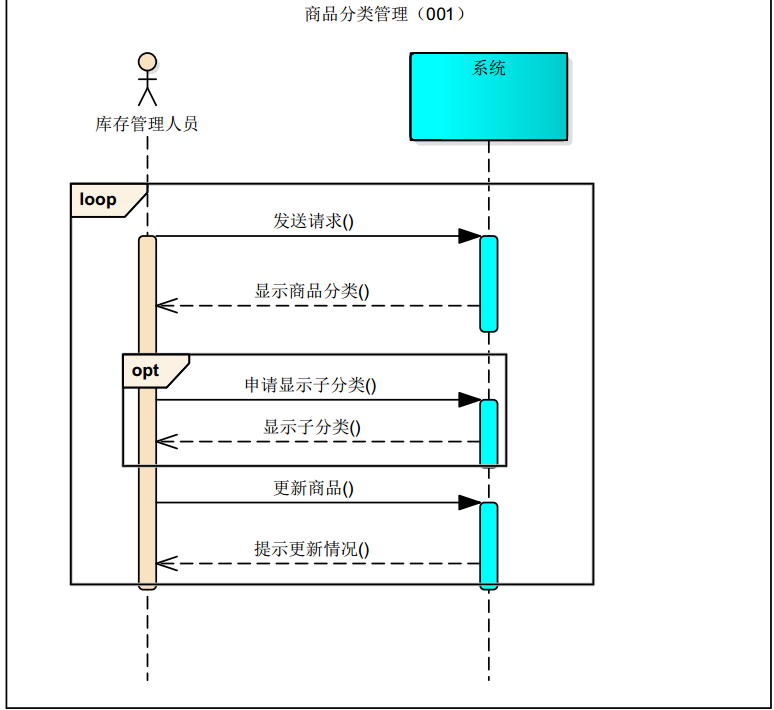 商品分类管理（001）
系统
库存管理人员
loop
发送请求()
显示商品分类()
opt
申请显示子分类()
显示子分类()
更新商品()
提示更新情况()